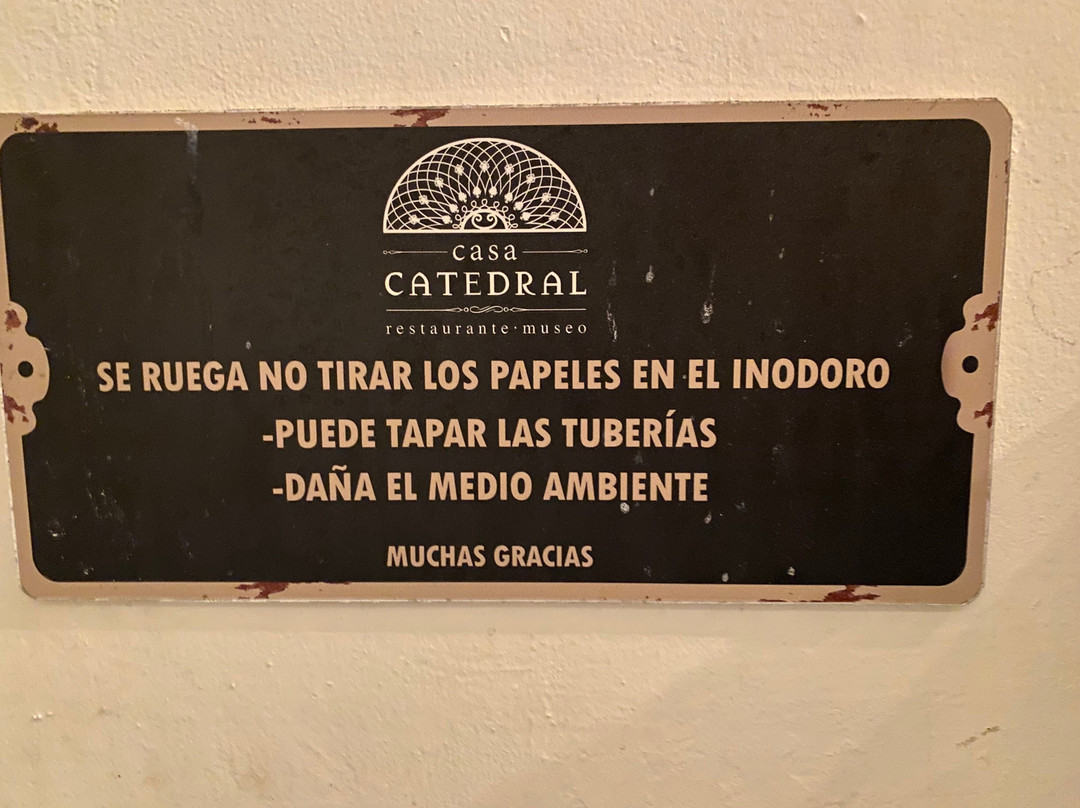 casa
CATEDRAL
restaurante·museo
SE RUEGA NO TIRAR LOS PAPELES EN EL INODORO
-PUEDE TAPAR LAS TUBERÍAS
-DAÑA EL MEDIO AMBIENTE
MUCHAS GRACIAS